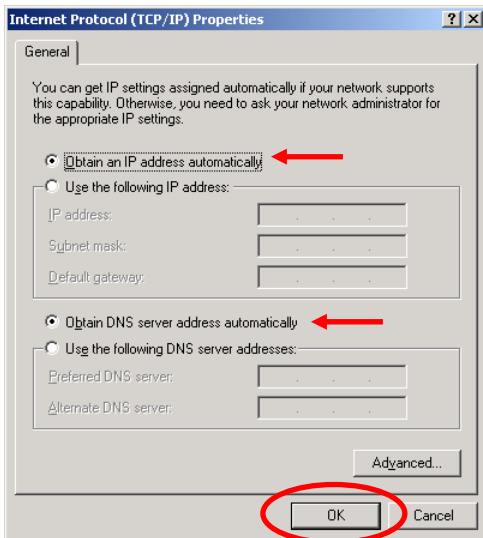 Internet Protocol (TCP/IP) Properties
? X
General
You can get IP settings assigned automatically if your network supports
this capability. Otherwise, you need to ask your network administrator for
the appropriate IP settings.
Obtain an IP address automatically
Use the following IP address:
IP address:
Subnet mask:
Default gateway:
Obtain DNS server address automatically
Use the following DNS server addresses:
Preferred DNS server:
Alternate DNS server:
Advanced...
OK
Cancel